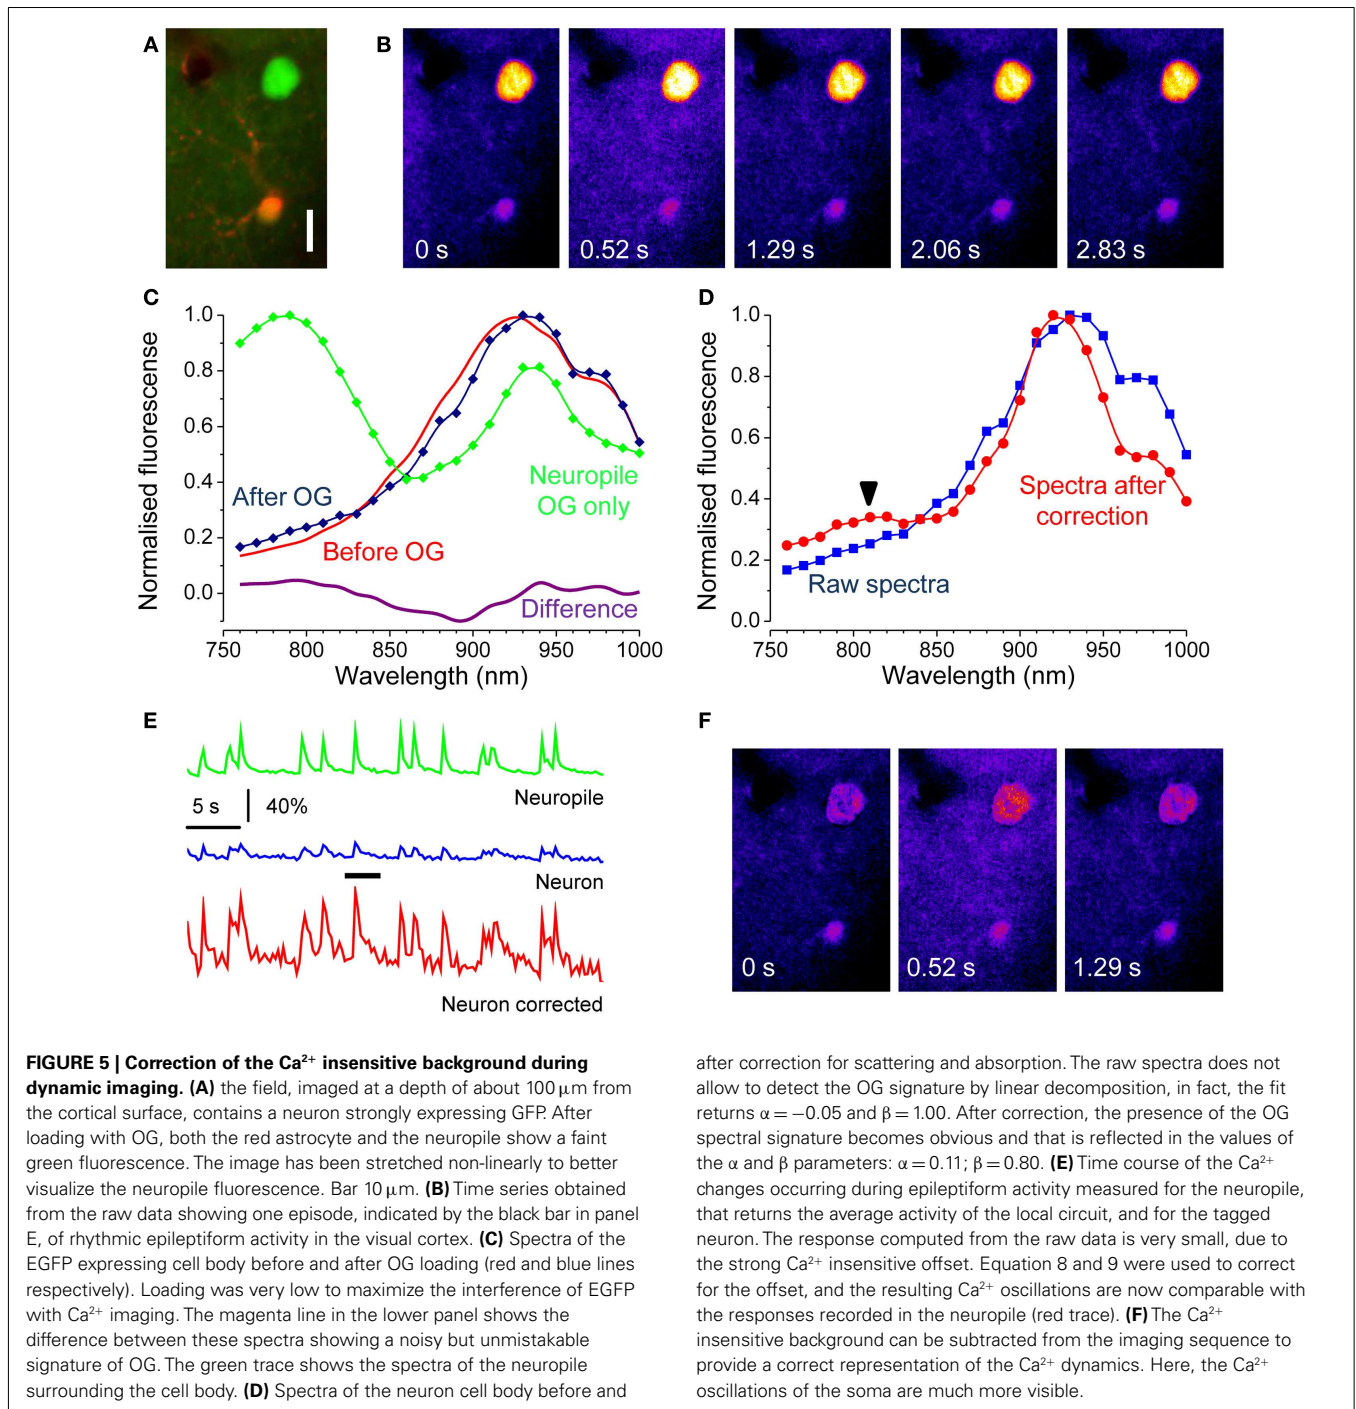 A
B
0 s
0.52 s
1.29 s
2.06 s
2.83 s
C
Normalised fluorescense
1.0
0.8
0.6
0.4
0.2
0.0
After OG
Before OG
Neuropile
OG only
Difference
750 800 850 900 950 1000
Wavelength (nm)
D
Normalised fluorescence
1.0
0.8
0.6
0.4
0.2
0.0
Spectra after
correction
Raw spectra
750 800 850 900 950 1000
Wavelength (nm)
E
Neuropile
5 s
40%
Neuron
Neuron corrected
F
0 s
0.52 s
1.29 s
FIGURE 5 | Correction of the Ca²⁺ insensitive background during
dynamic imaging. (A) the field, imaged at a depth of about 100 μm from
the cortical surface, contains a neuron strongly expressing GFP. After
loading with OG, both the red astrocyte and the neuropile show a faint
green fluorescence. The image has been stretched non-linearly to better
visualize the neuropile fluorescence. Bar 10 μm. (B) Time series obtained
from the raw data showing one episode, indicated by the black bar in panel
E, of rhythmic epileptiform activity in the visual cortex. (C) Spectra of the
EGFP expressing cell body before and after OG loading (red and blue lines
respectively). Loading was very low to maximize the interference of EGFP
with Ca²⁺ imaging. The magenta line in the lower panel shows the
difference between these spectra showing a noisy but unmistakable
signature of OG. The green trace shows the spectra of the neuropile
surrounding the cell body. (D) Spectra of the neuron cell body before and
after correction for scattering and absorption. The raw spectra does not
allow to detect the OG signature by linear decomposition, in fact, the fit
returns α = −0.05 and β = 1.00. After correction, the presence of the OG
spectral signature becomes obvious and that is reflected in the values of
the α and β parameters: α = 0.11; β = 0.80. (E) Time course of the Ca²⁺
changes occurring during epileptiform activity measured for the neuropile,
that returns the average activity of the local circuit, and for the tagged
neuron. The response computed from the raw data is very small, due to
the strong Ca²⁺ insensitive offset. Equation 8 and 9 were used to correct
for the offset, and the resulting Ca²⁺ oscillations are now comparable with
the responses recorded in the neuropile (red trace). (F) The Ca²⁺
insensitive background can be subtracted from the imaging sequence to
provide a correct representation of the Ca²⁺ dynamics. Here, the Ca²⁺
oscillations of the soma are much more visible.